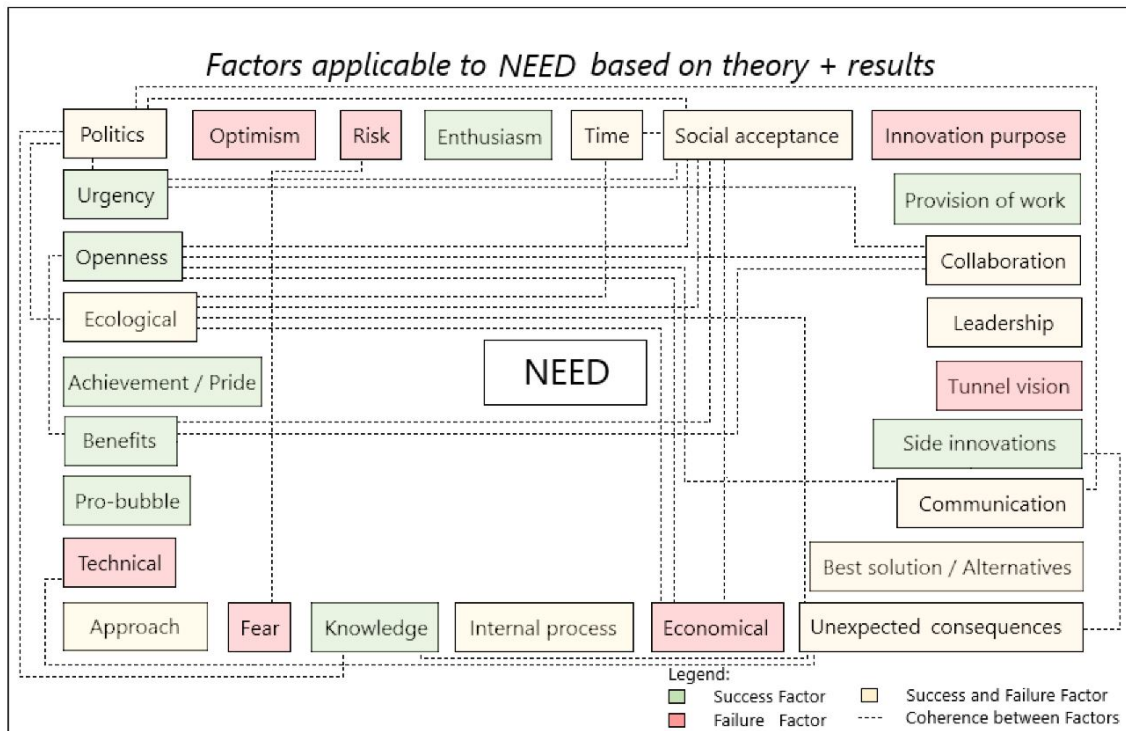 Factors applicable to NEED based on theory + results
Politics
Optimism
Risk
Enthusiasm
Time
Social acceptance
Innovation purpose
Urgency
Provision of work
Openness
Collaboration
Ecological
Leadership
NEED
Achievement / Pride
Tunnel vision
Benefits
Side innovations
Pro-bubble
Communication
Technical
Best solution / Alternatives
Approach
Fear
Knowledge
Internal process
Economical
Unexpected consequences
Legend:
Success Factor
Success and Failure Factor
Failure Factor
Coherence between Factors